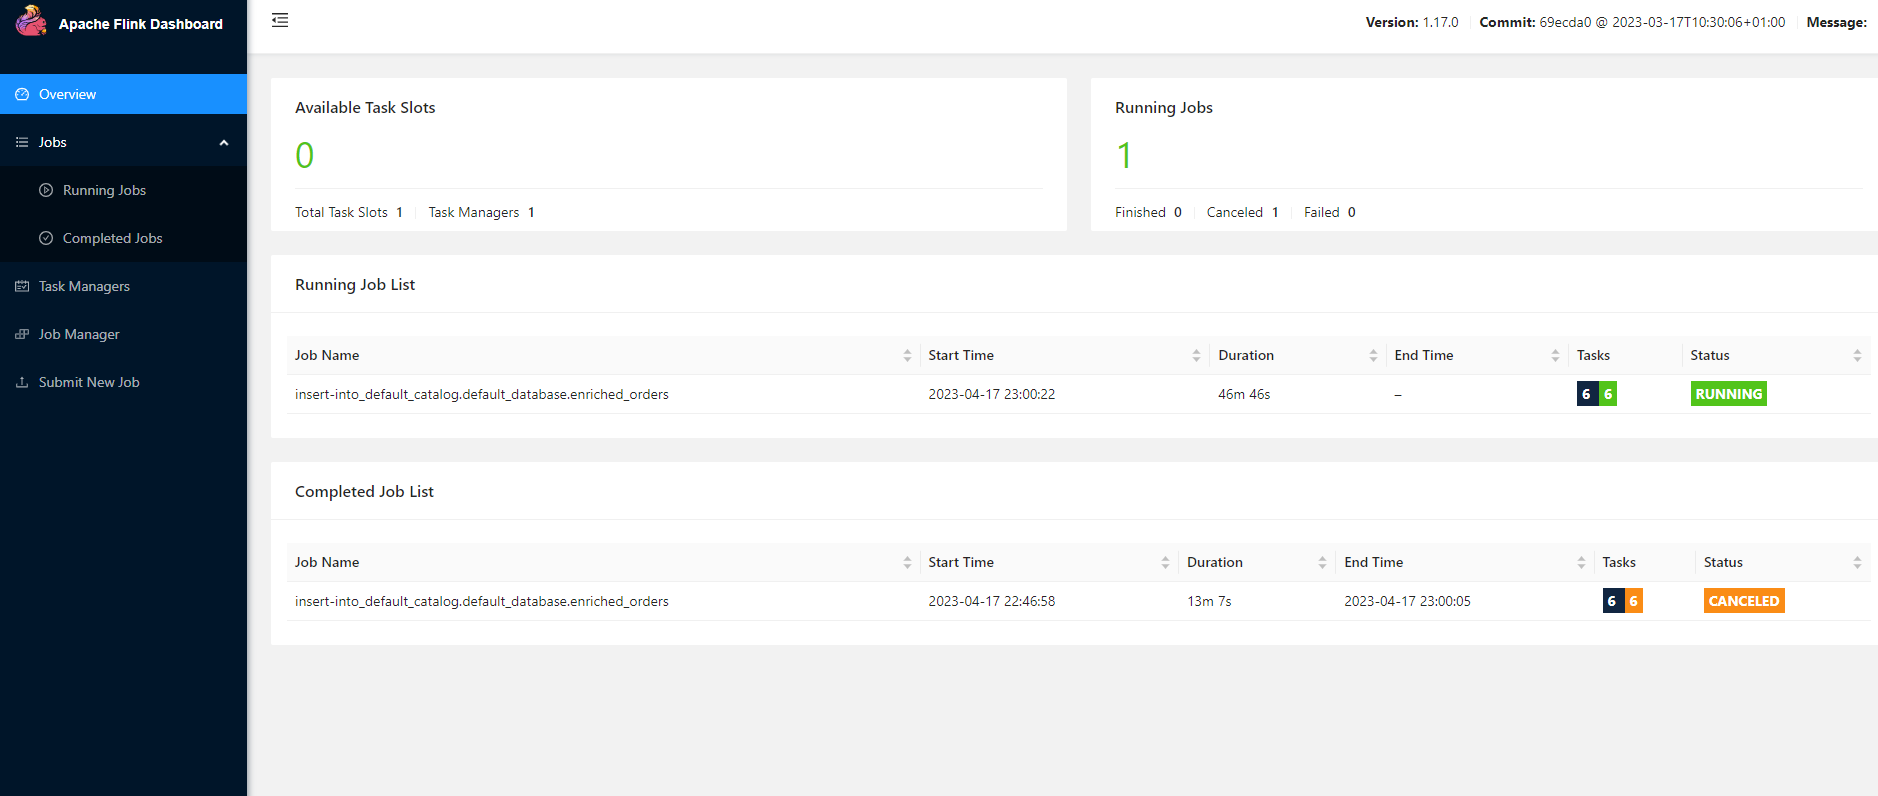 Apache Flink Dashboard
Version: 1.17.0 Commit: 69ecda0 @ 2023-03-17T10:30:06+01:00 Message:
Overview
Jobs
Running Jobs
Completed Jobs
Task Managers
Job Manager
Submit New Job
Available Task Slots
0
Total Task Slots 1 Task Managers 1
Running Jobs
1
Finished 0 Canceled 1 Failed 0
Running Job List
Job Name Start Time Duration End Time Tasks Status
insert-into_default_catalog.default_database.enriched_orders 2023-04-17 23:00:22 46m 46s – 6 6 RUNNING
Completed Job List
Job Name Start Time Duration End Time Tasks Status
insert-into_default_catalog.default_database.enriched_orders 2023-04-17 22:46:58 13m 7s 2023-04-17 23:00:05 6 6 CANCELED